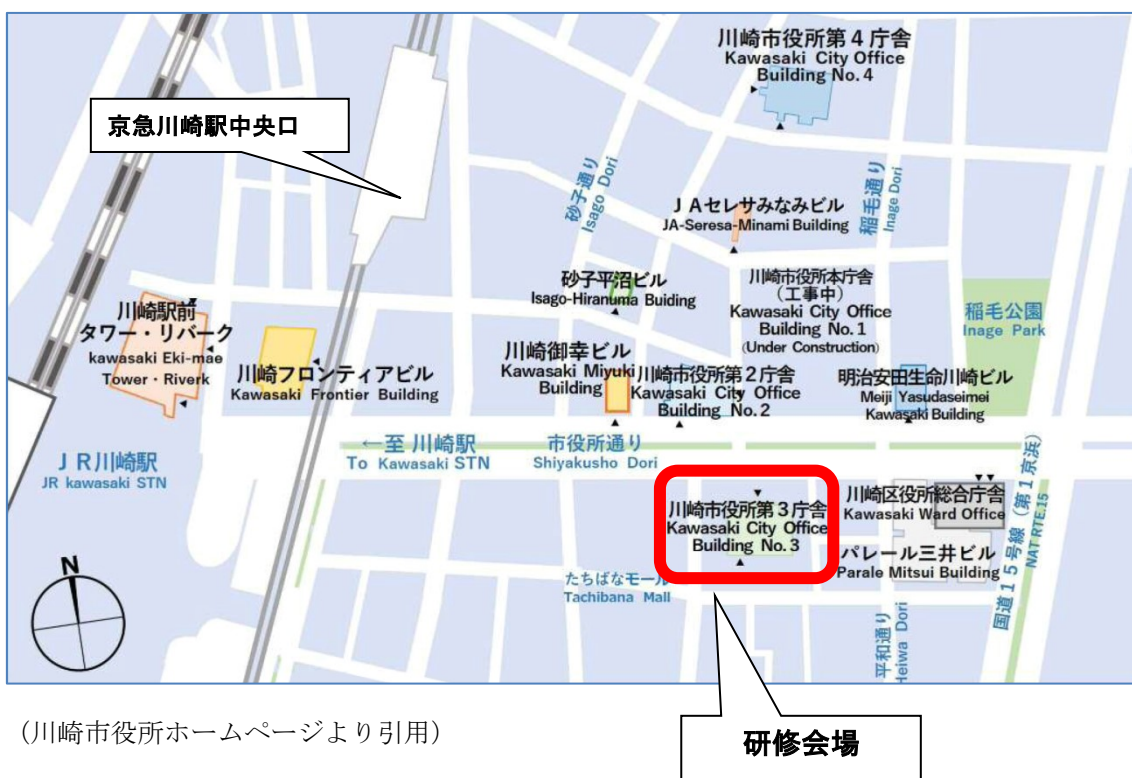 川崎市役所第4庁舎
Kawasaki City Office
Building No. 4
京急川崎駅中央口
砂子通り
Isago Dori
稲毛通り
Inage Dori
JAセレサみなみビル
JA-Seresa-Minami Building
砂子平沼ビル
Isago-Hiranuma Buiding
川崎市役所本庁舎
(工事中)
Kawasaki City Office
Building No. 1
(Under Construction)
稲毛公園
Inage Park
川崎駅前
タワー・リバーク
kawasaki Eki-mae
Tower・Riverk
川崎フロンティアビル
Kawasaki Frontier Building
川崎御幸ビル
Kawasaki Miyuki
Building
川崎市役所第2庁舎
Kawasaki City Office
Building No. 2
明治安田生命川崎ビル
Meiji Yasudaseimei
Kawasaki Building
←至 川崎駅
To Kawasaki STN
市役所通り
Shiyakusho Dori
JR川崎駅
JR kawasaki STN
川崎市役所第3庁舎
Kawasaki City Office
Building No. 3
川崎区役所総合庁舎
Kawasaki Ward Office
パレール三井ビル
Parale Mitsui Building
国道15号線(第1京浜)
NAT RTE.15
たちばなモール
Tachibana Mall
平和通り
Heiwa Dori
N
(川崎市役所ホームページより引用)
研修会場